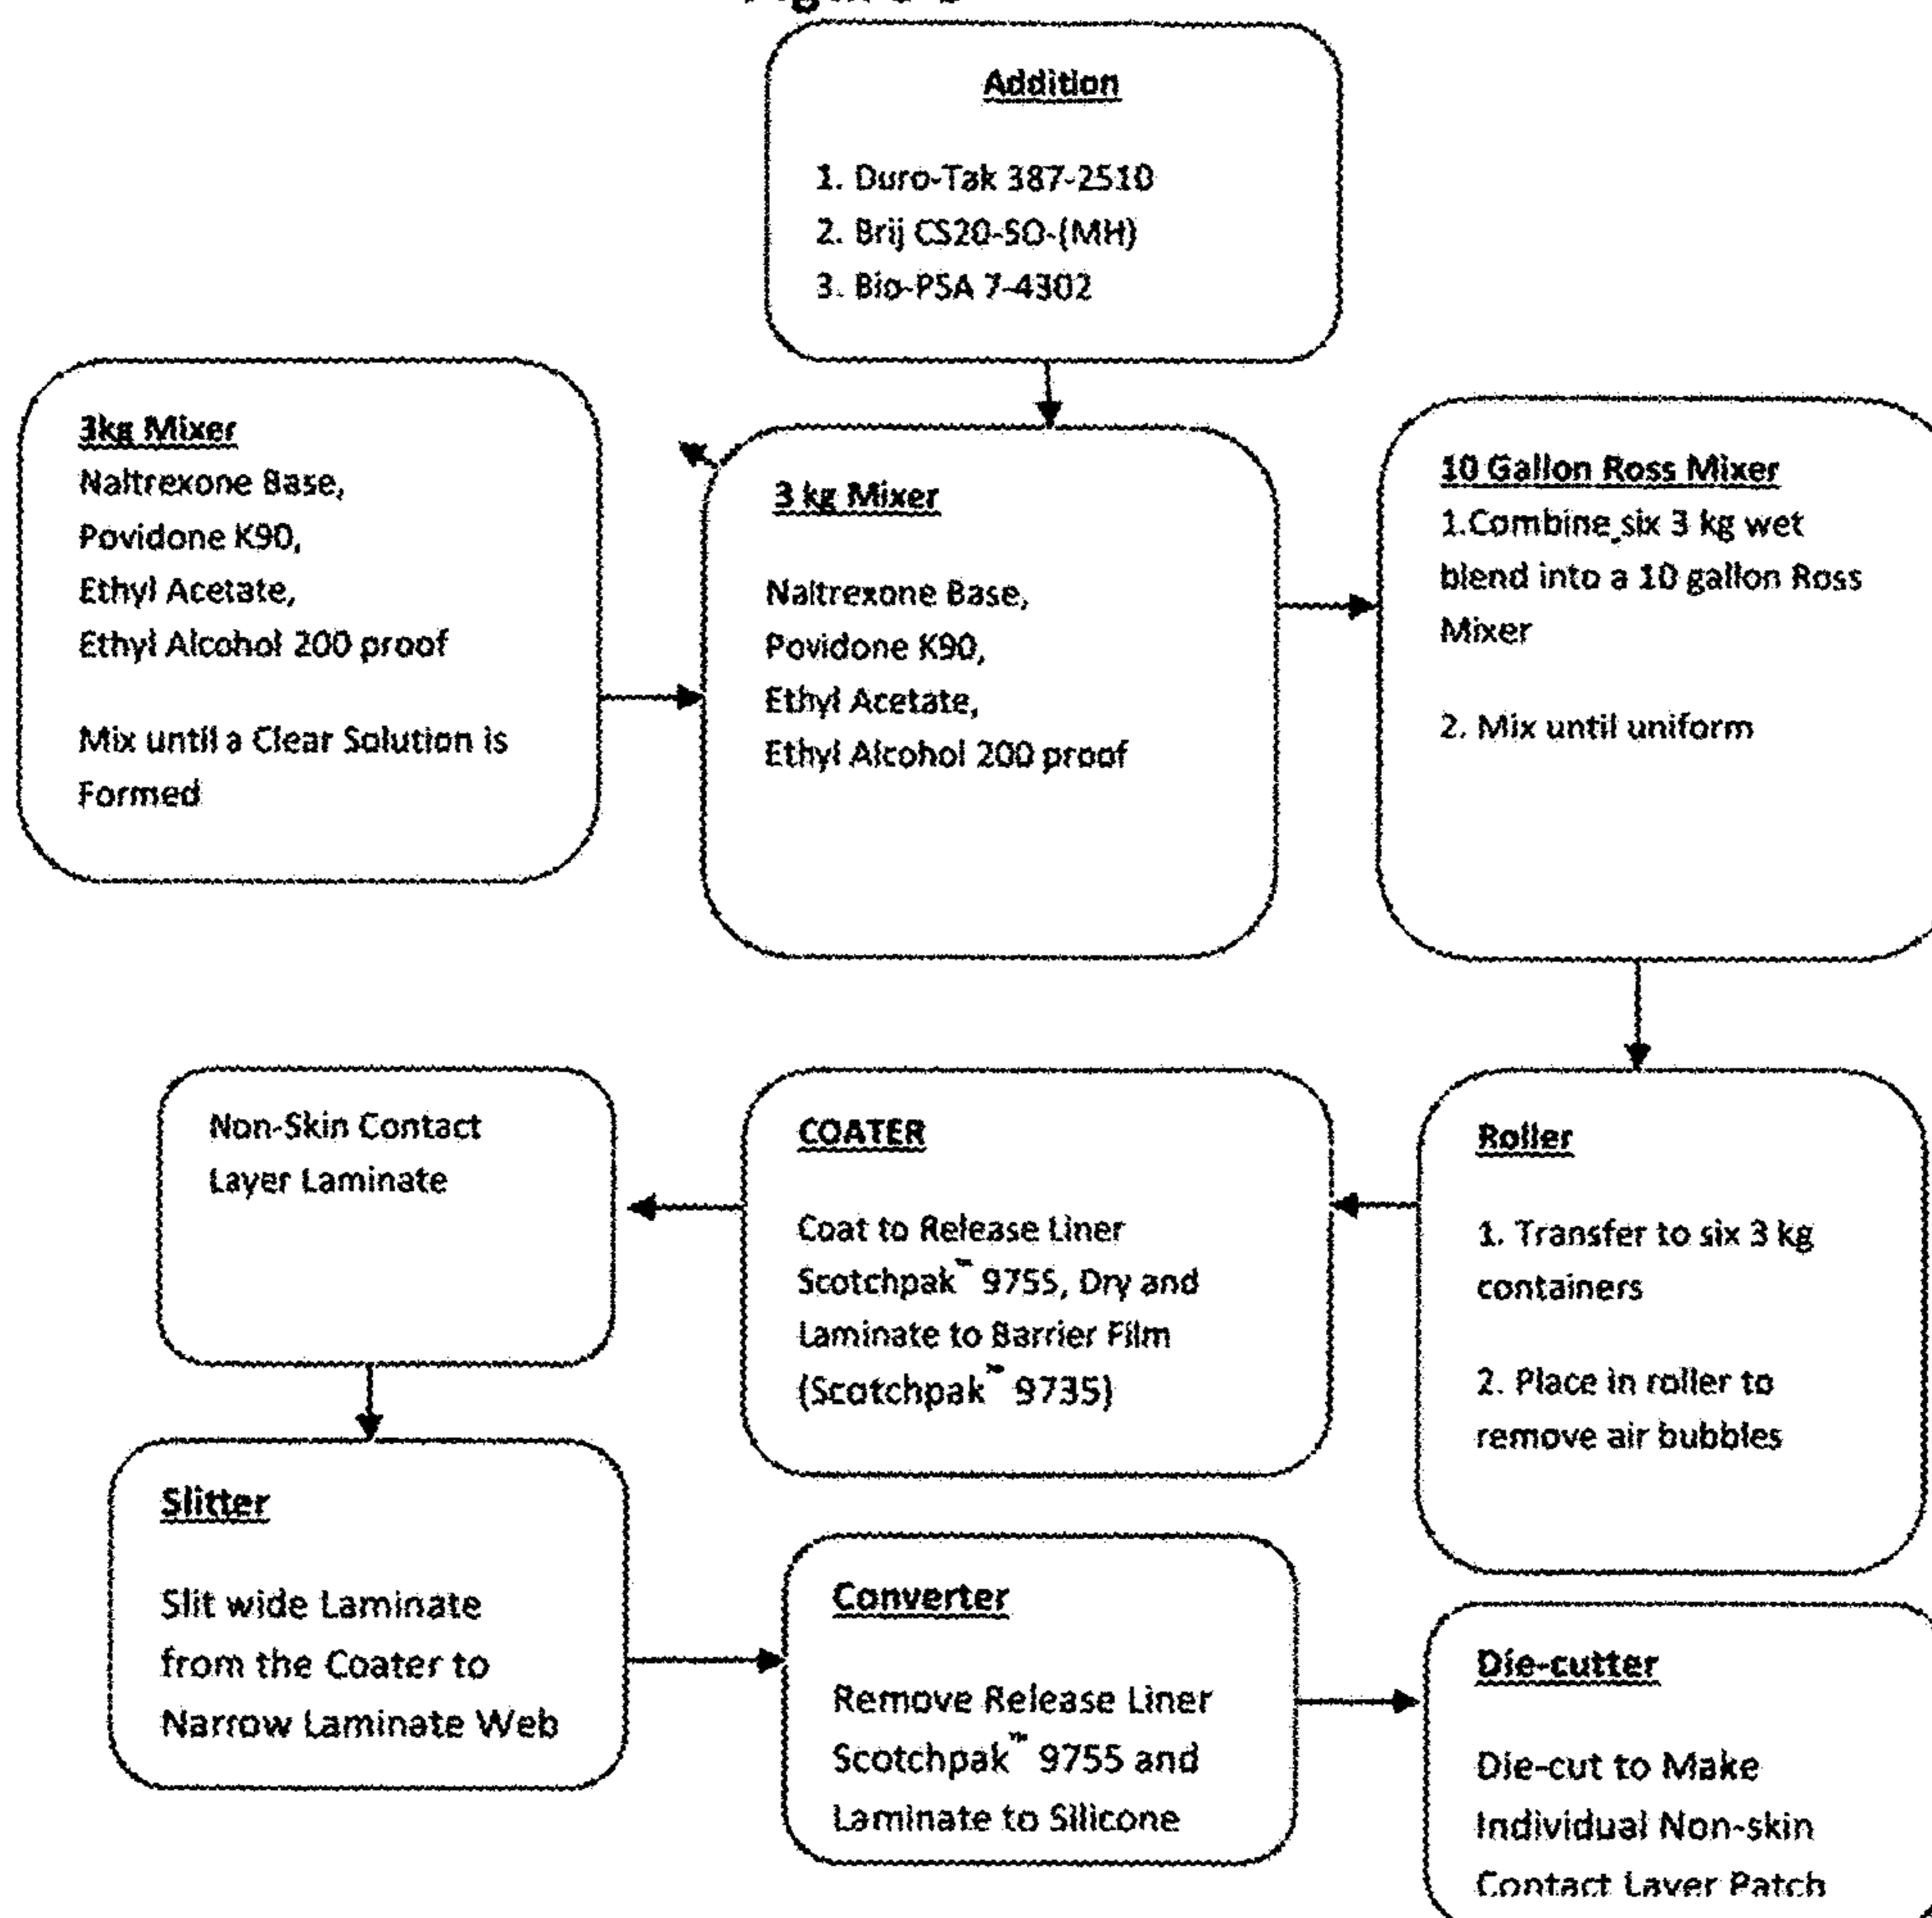 Addition
1. Duro-Tak 387-2510
2. Brij CS20-SO-(MH)
3. Bio-PSA 7-4302
3kg Mixer
Naltrexone Base,
Povidone K90,
Ethyl Acetate,
Ethyl Alcohol 200 proof
Mix until a Clear Solution is
Formed
3 kg Mixer
Naltrexone Base,
Povidone K90,
Ethyl Acetate,
Ethyl Alcohol 200 proof
10 Gallon Ross Mixer
1.Combine six 3 kg wet
blend into a 10 gallon Ross
Mixer
2. Mix until uniform
Roller
1. Transfer to six 3 kg
containers
2. Place in roller to
remove air bubbles
COATER
Coat to Release Liner
Scotchpak™ 9755, Dry and
Laminate to Barrier Film
(Scotchpak™ 9735)
Non-Skin Contact
Layer Laminate
Slitter
Slit wide Laminate
from the Coater to
Narrow Laminate Web
Converter
Remove Release Liner
Scotchpak™ 9755 and
Laminate to Silicone
Die-cutter
Die-cut to Make
Individual Non-skin
Contact Layer Patch